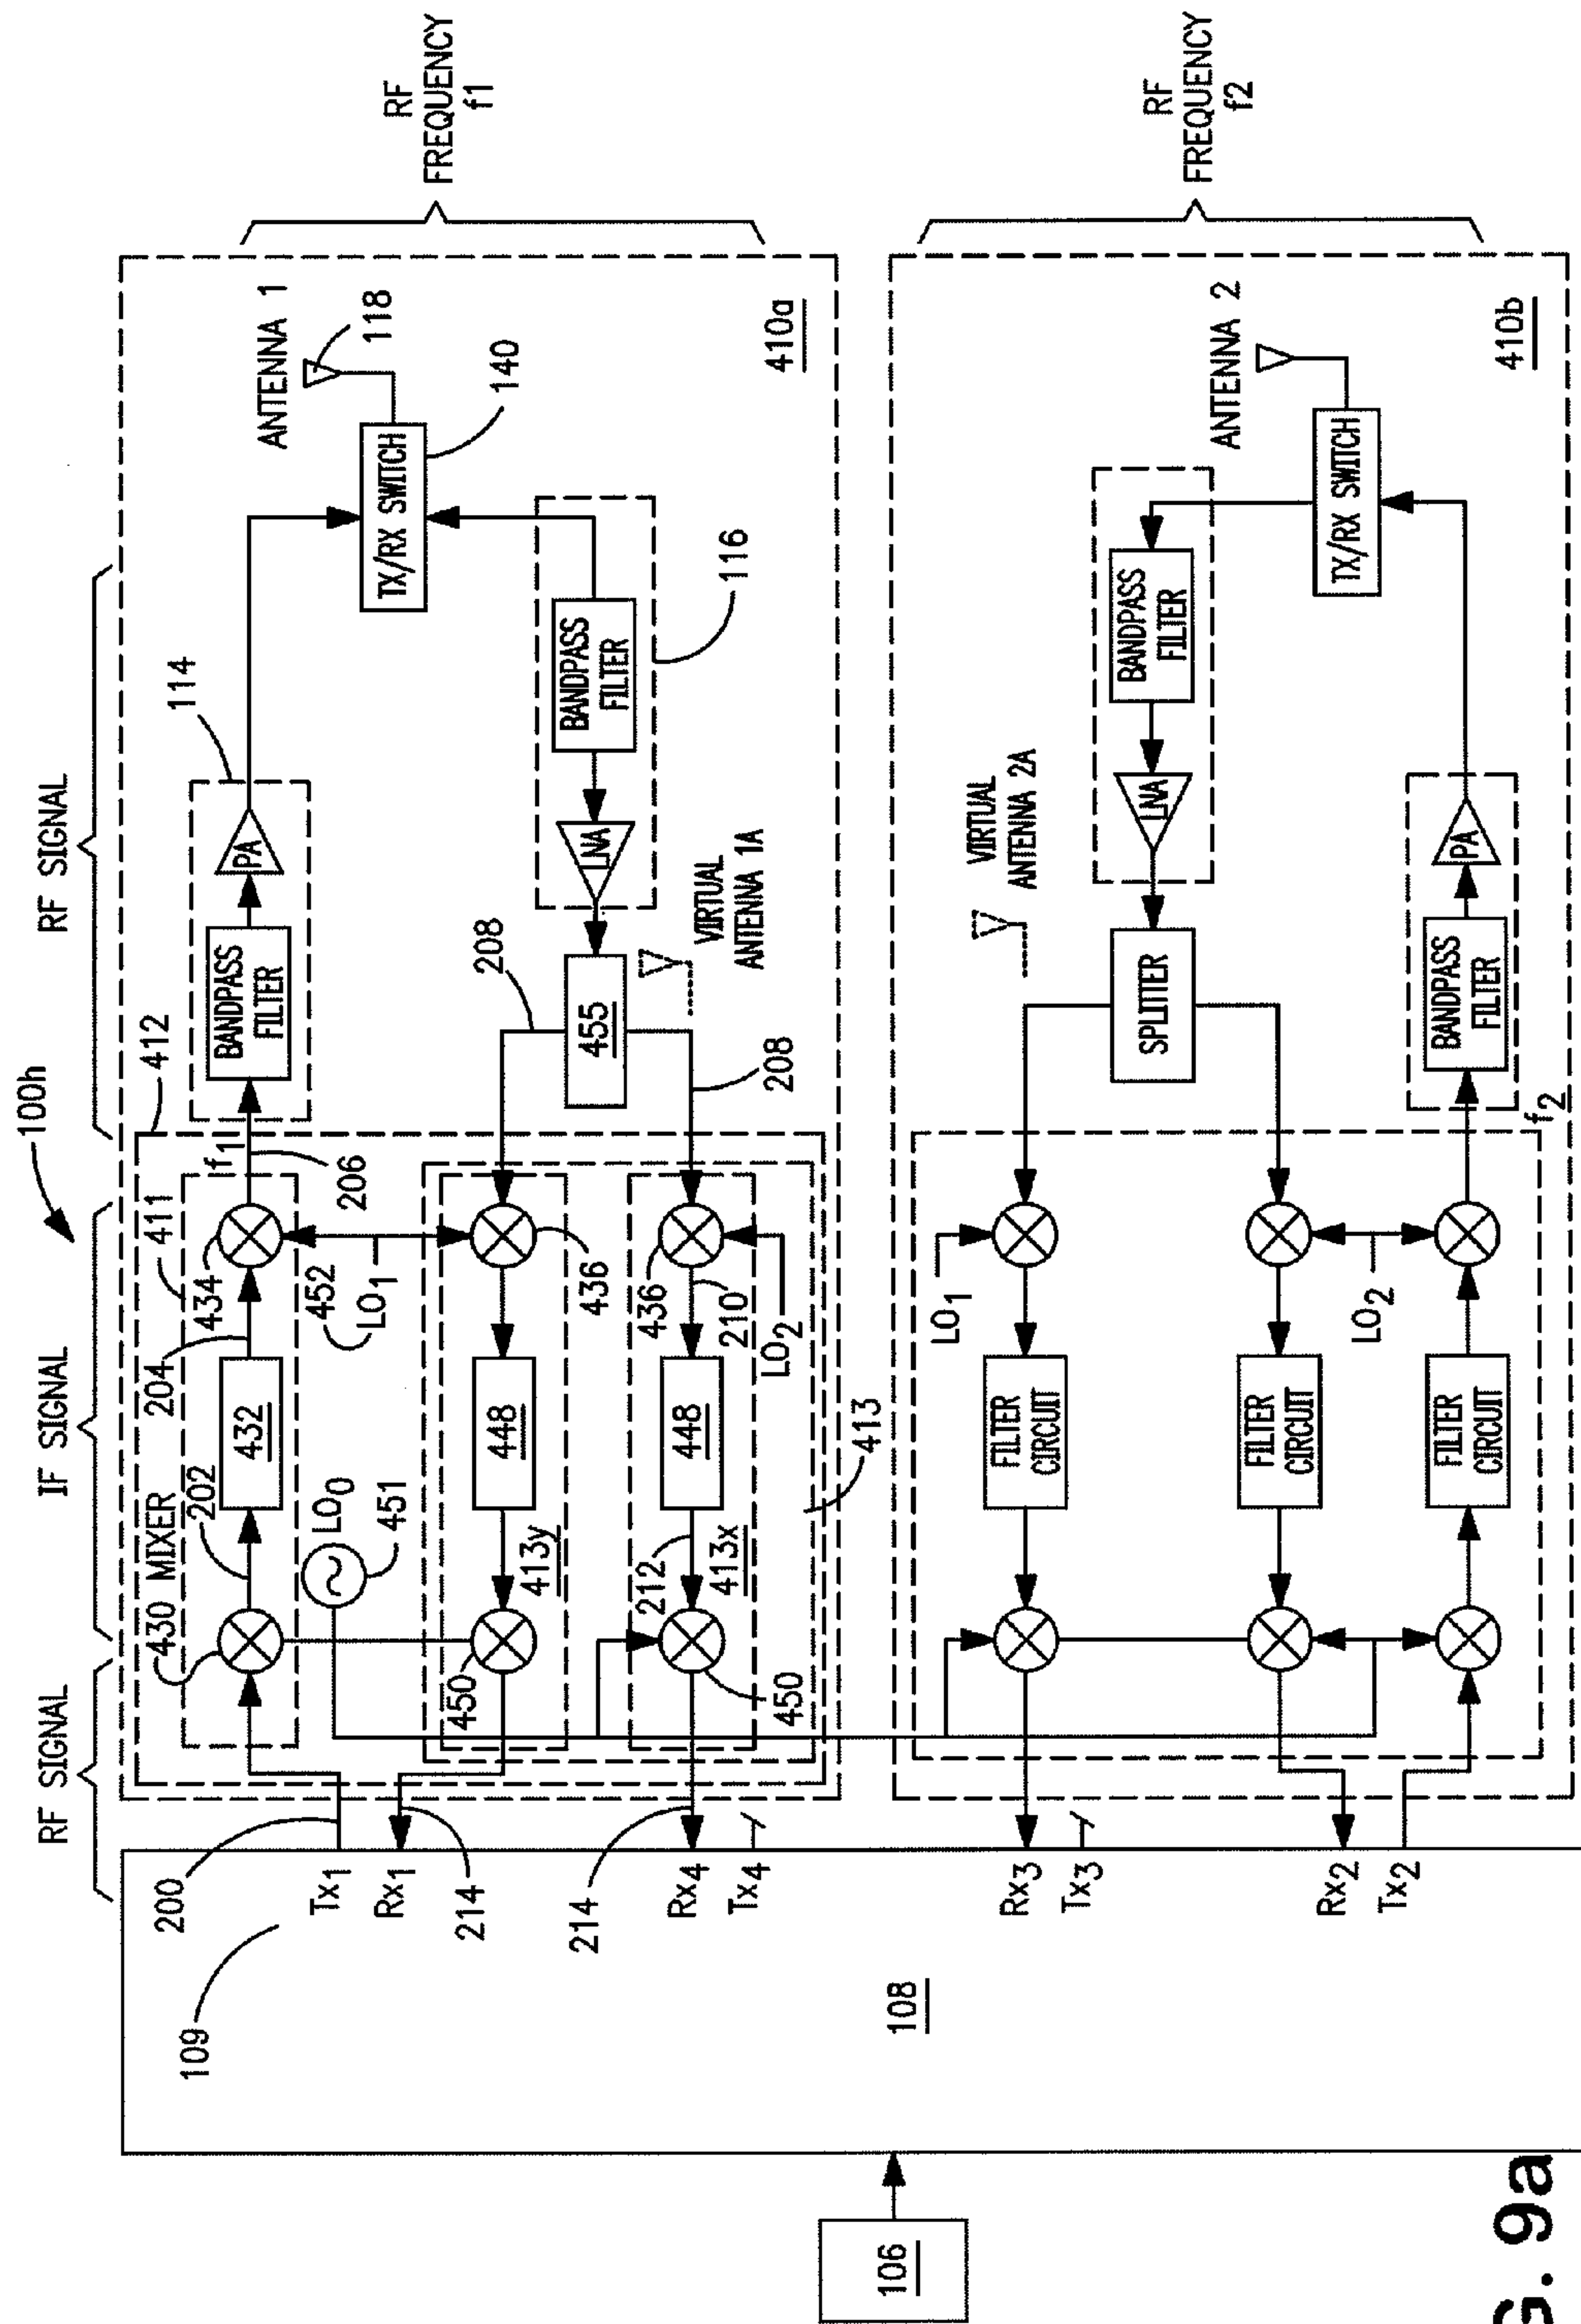 100h
RF SIGNAL
IF SIGNAL
RF SIGNAL
RF
FREQUENCY
f1
RF
FREQUENCY
f2
106
108
109
200
Tx1
Rx1
214
214
Rx4
Tx4
Rx3
Tx3
Rx2
Tx2
430 MIXER
202
432
204
434
411
412
f1
206
BANDPASS
FILTER
PA
114
ANTENNA 1
118
TX/RX SWITCH
140
LO0
451
452
LO1
450
413y
448
436
208
455
LNA
BANDPASS
FILTER
116
450
212
413x
448
210
436
LO2
208
VIRTUAL
ANTENNA 1A
413
410a
LO1
FILTER
CIRCUIT
FILTER
CIRCUIT
LO2
FILTER
CIRCUIT
f2
SPLITTER
VIRTUAL
ANTENNA 2A
LNA
BANDPASS
FILTER
ANTENNA 2
TX/RX SWITCH
BANDPASS
FILTER
PA
410b
G. 9a